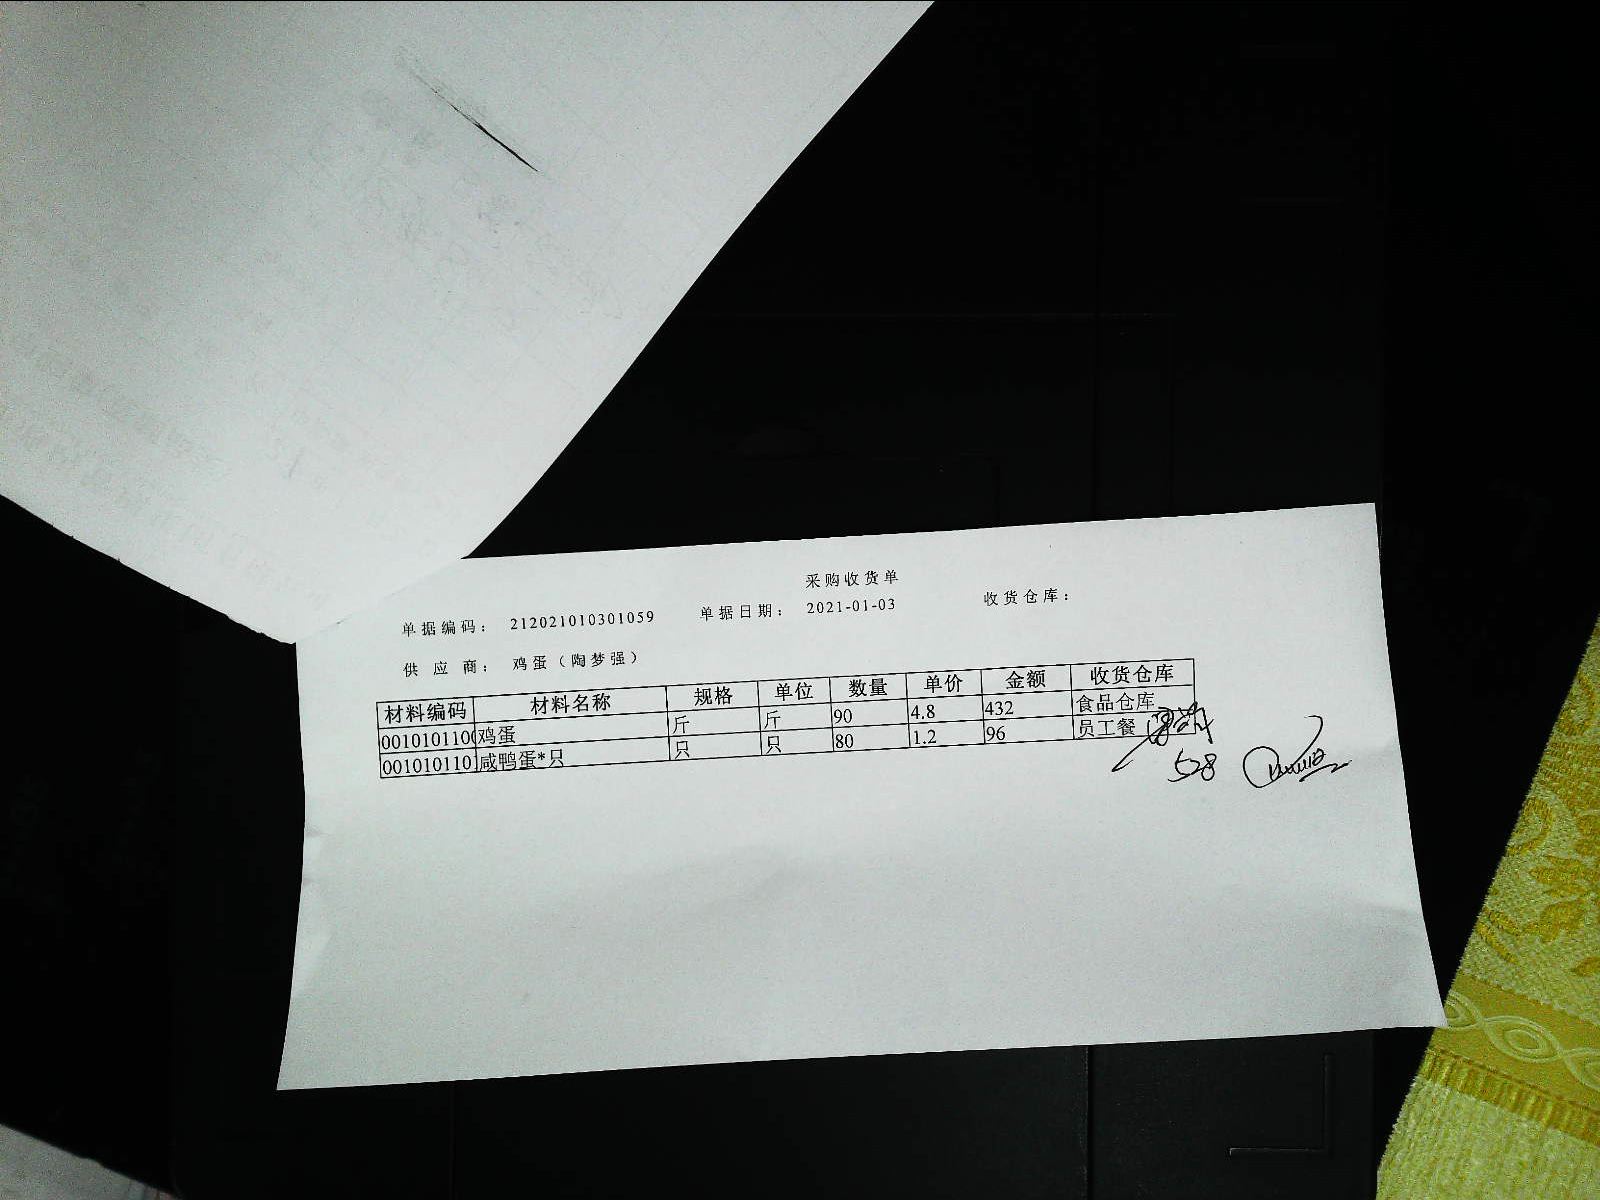 采购收货单
单据编码： 212021010301059 单据日期： 2021-01-03 收货仓库：
供应商： 鸡蛋（陶梦强）
材料编码 材料名称 规格 单位 数量 单价 金额 收货仓库
001010110 鸡蛋 斤 斤 90 4.8 432 食品仓库
001010110 咸鸭蛋*只 只 只 80 1.2 96 员工餐
528